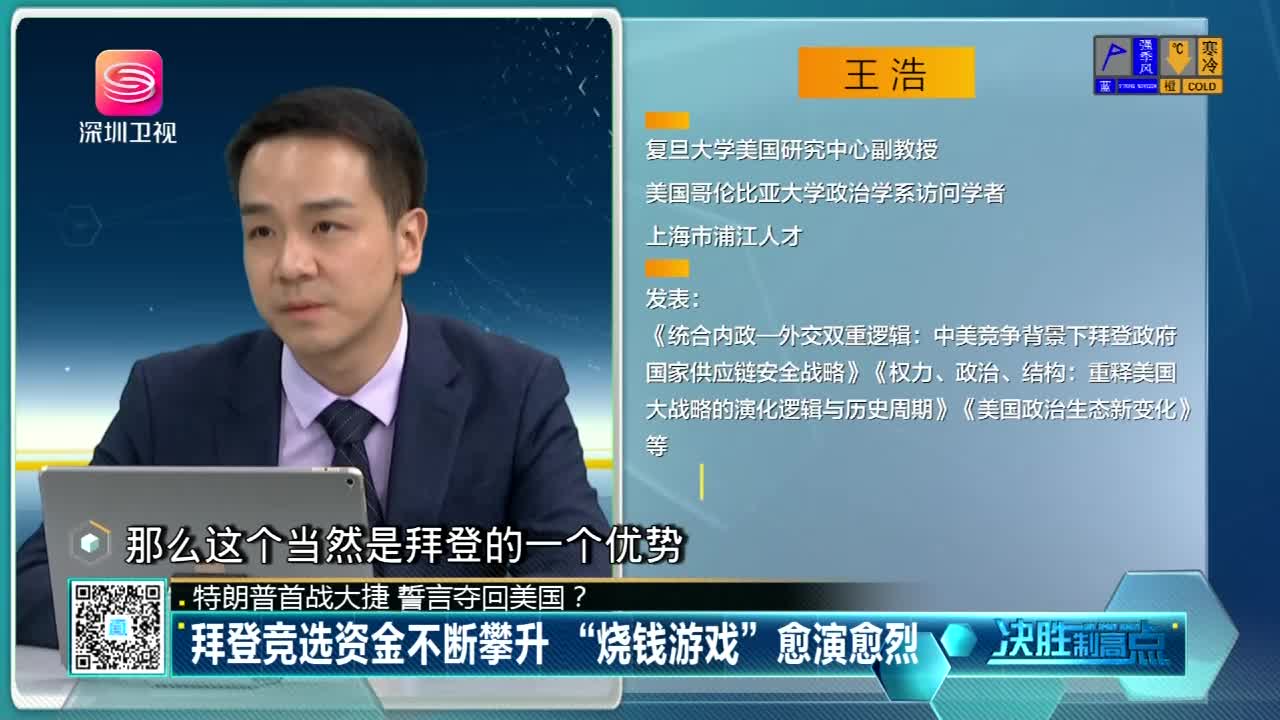 深圳卫视
王浩
强季风
蓝
℃
寒冷
橙
COLD
复旦大学美国研究中心副教授
美国哥伦比亚大学政治学系访问学者
上海市浦江人才
发表：
《统合内政—外交双重逻辑：中美竞争背景下拜登政府
国家供应链安全战略》《权力、政治、结构：重释美国
大战略的演化逻辑与历史周期》《美国政治生态新变化》
等
那么这个当然是拜登的一个优势
特朗普首战大捷 誓言夺回美国？
拜登竞选资金不断攀升 “烧钱游戏”愈演愈烈
决胜制高点
直